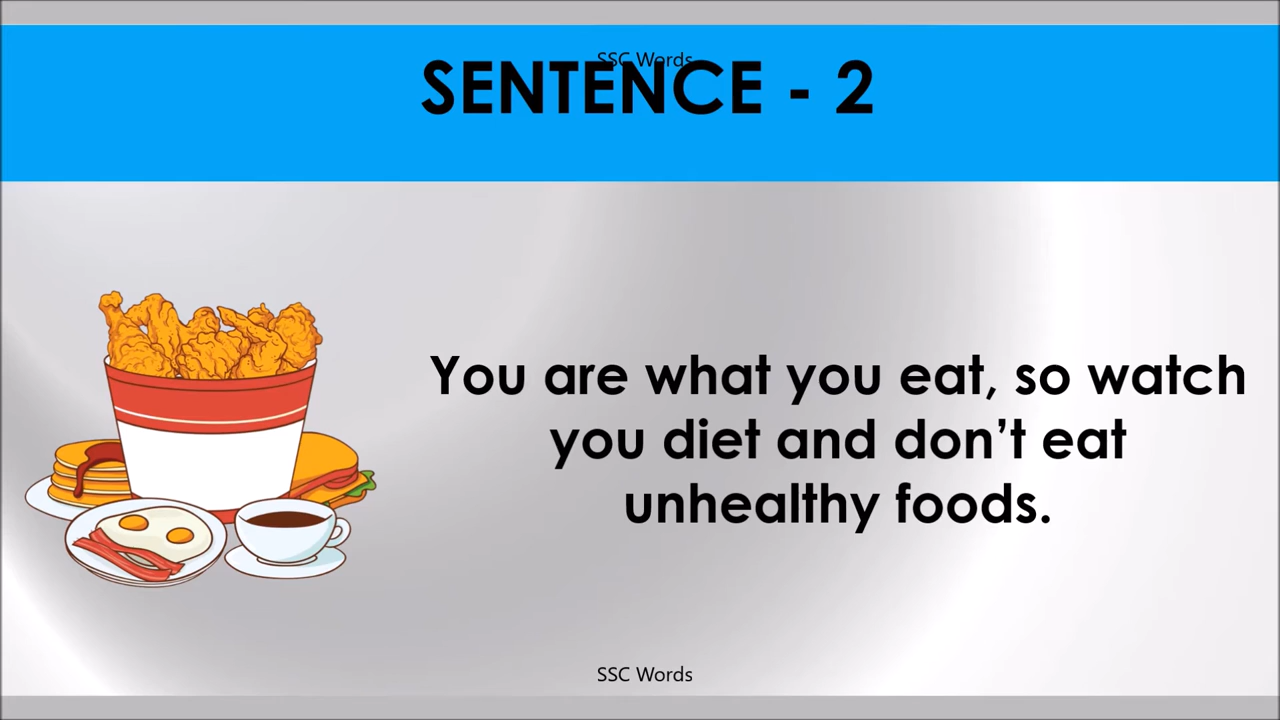 SSC Words
SENTENCE - 2
You are what you eat, so watch
you diet and don’t eat
unhealthy foods.
SSC Words